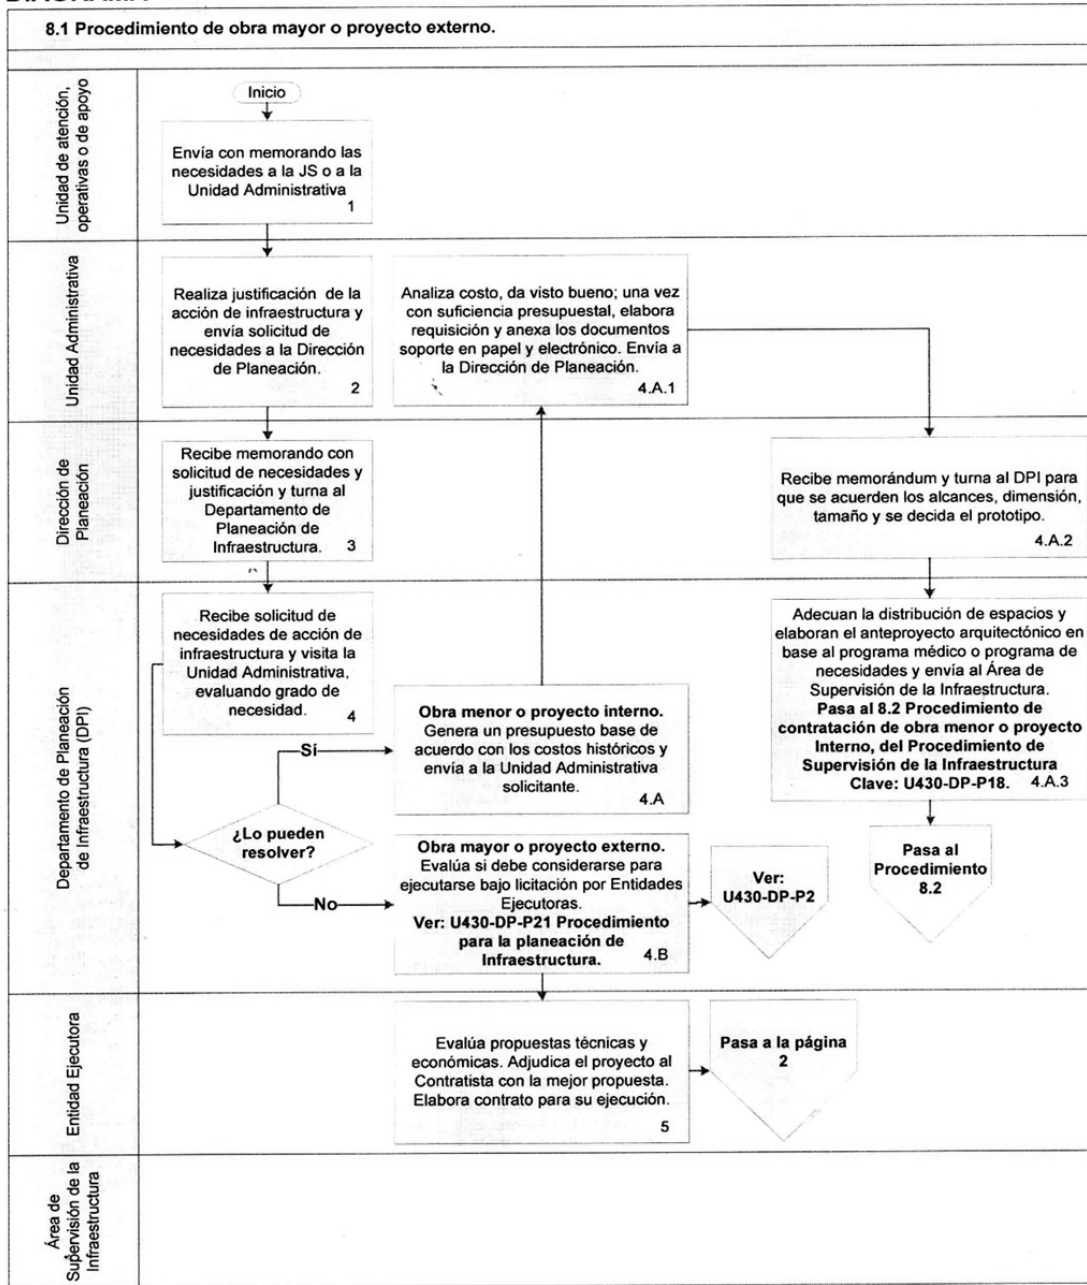 8.1 Procedimiento de obra mayor o proyecto externo.
Unidad de atención,
operativas o de apoyo
Inicio
Envía con memorando las
necesidades a la JS o a la
Unidad Administrativa
1
Unidad Administrativa
Realiza justificación de la
acción de infraestructura y
envía solicitud de
necesidades a la Dirección
de Planeación.
2
Analiza costo, da visto bueno; una vez
con suficiencia presupuestal, elabora
requisición y anexa los documentos
soporte en papel y electrónico. Envía a
la Dirección de Planeación.
4.A.1
Dirección de
Planeación
Recibe memorando con
solicitud de necesidades y
justificación y turna al
Departamento de
Planeación de
Infraestructura. 3
Recibe memorándum y turna al DPI para
que se acuerden los alcances, dimensión,
tamaño y se decida el prototipo.
4.A.2
Departamento de Planeación
de Infraestructura (DPI)
Recibe solicitud de
necesidades de acción de
infraestructura y visita la
Unidad Administrativa,
evaluando grado de
necesidad. 4
¿Lo pueden
resolver?
Sí
No
Obra menor o proyecto interno.
Genera un presupuesto base de
acuerdo con los costos históricos y
envía a la Unidad Administrativa
solicitante.
4.A
Obra mayor o proyecto externo.
Evalúa si debe considerarse para
ejecutarse bajo licitación por Entidades
Ejecutoras.
Ver: U430-DP-P21 Procedimiento
para la planeación de
Infraestructura. 4.B
Ver:
U430-DP-P2
Adecuan la distribución de espacios y
elaboran el anteproyecto arquitectónico en
base al programa médico o programa de
necesidades y envía al Área de
Supervisión de la Infraestructura.
Pasa al 8.2 Procedimiento de
contratación de obra menor o proyecto
Interno, del Procedimiento de
Supervisión de la Infraestructura
Clave: U430-DP-P18. 4.A.3
Pasa al
Procedimiento
8.2
Entidad Ejecutora
Evalúa propuestas técnicas y
económicas. Adjudica el proyecto al
Contratista con la mejor propuesta.
Elabora contrato para su ejecución.
5
Pasa a la página
2
Área de
Supervisión de la
Infraestructura